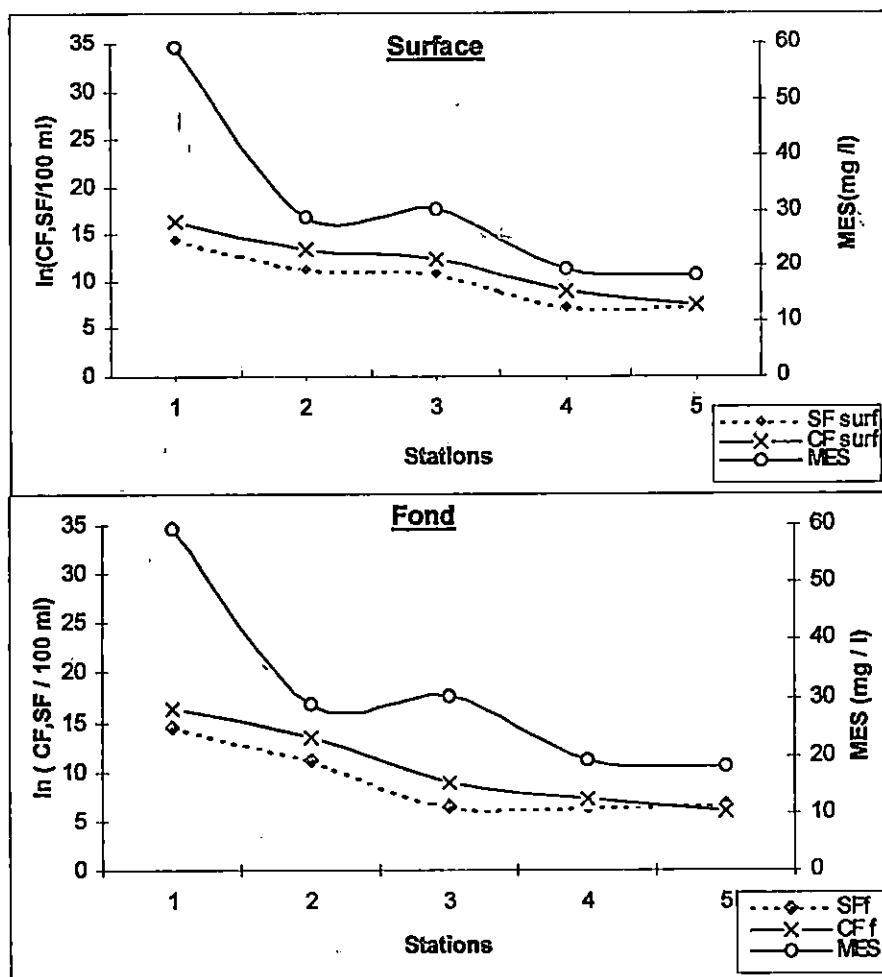 Surface
ln(CF,SF/100 ml)
35
30
25
20
15
10
5
0
MES(mg /l)
60
50
40
30
20
10
0
1 2 3 4 5
Stations
SF surf
CF surf
MES
Fond
ln ( CF,SF / 100 ml)
35
30
25
20
15
10
5
0
MES (mg / l)
60
50
40
30
20
10
0
1 2 3 4 5
Stations
SFf
CF f
MES